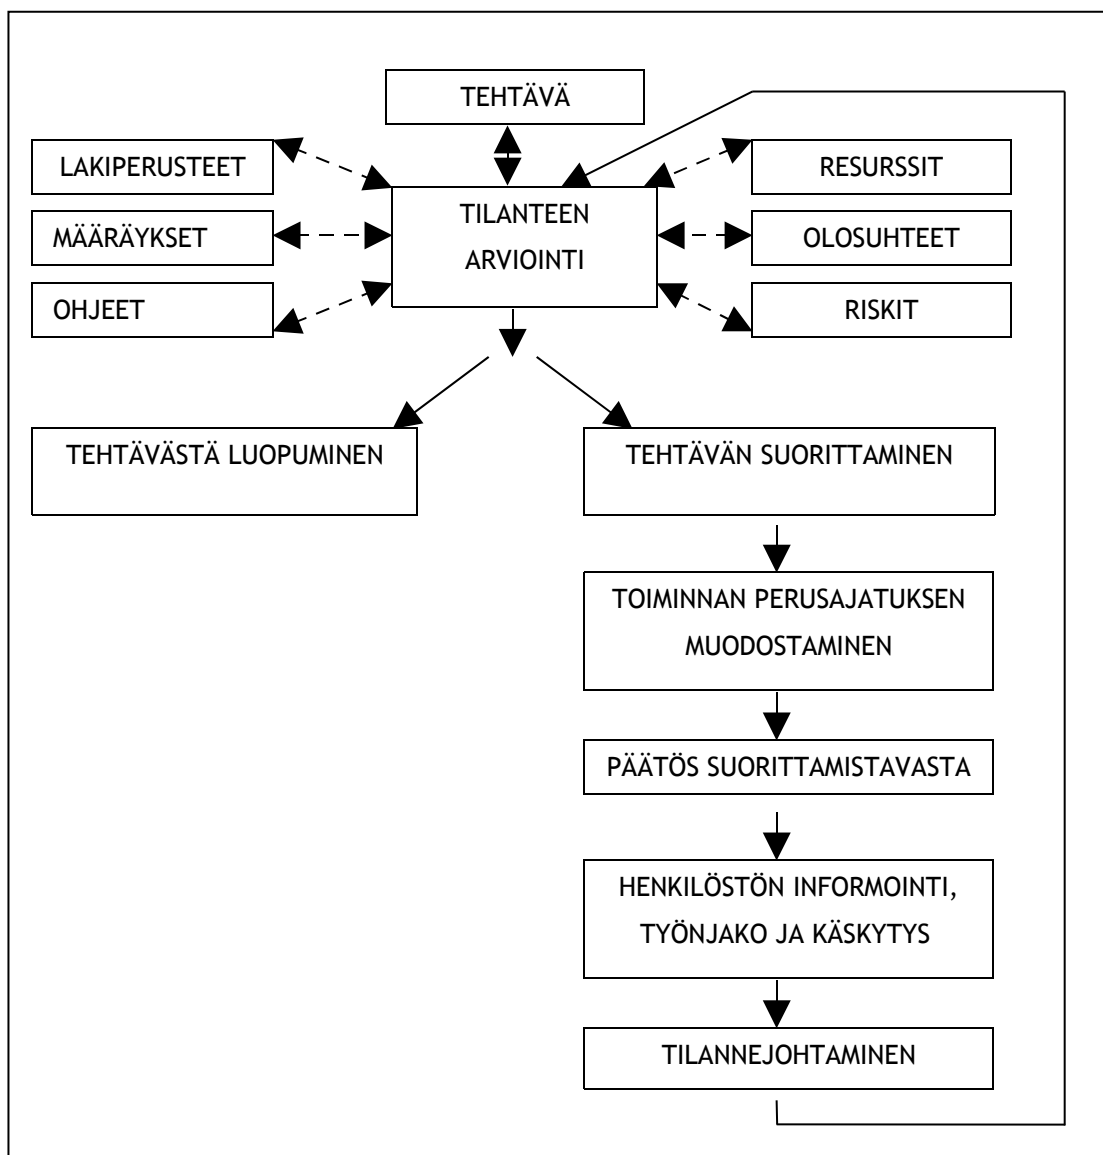 TEHTÄVÄ
LAKIPERUSTEET
MÄÄRÄYKSET
OHJEET
TILANTEEN
ARVIOINTI
RESURSSIT
OLOSUHTEET
RISKIT
TEHTÄVÄSTÄ LUOPUMINEN
TEHTÄVÄN SUORITTAMINEN
TOIMINNAN PERUSAJATUKSEN
MUODOSTAMINEN
PÄÄTÖS SUORITTAMISTAVASTA
HENKILÖSTÖN INFORMOINTI,
TYÖNJAKO JA KÄSKYTYS
TILANNEJOHTAMINEN